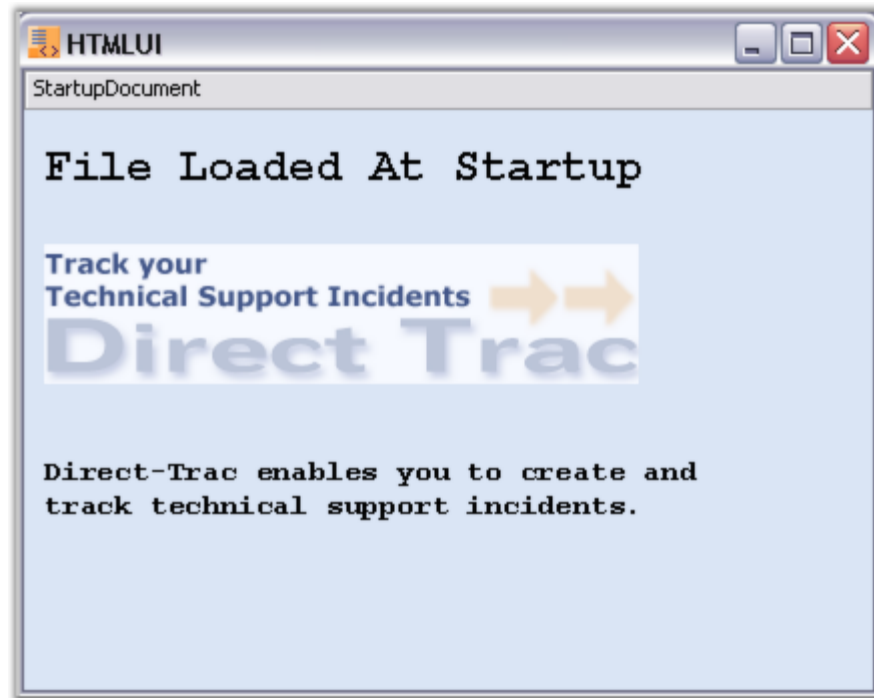 HTMLUI
StartupDocument
File Loaded At Startup
Track your
Technical Support Incidents
Direct Trac
Direct-Trac enables you to create and
track technical support incidents.